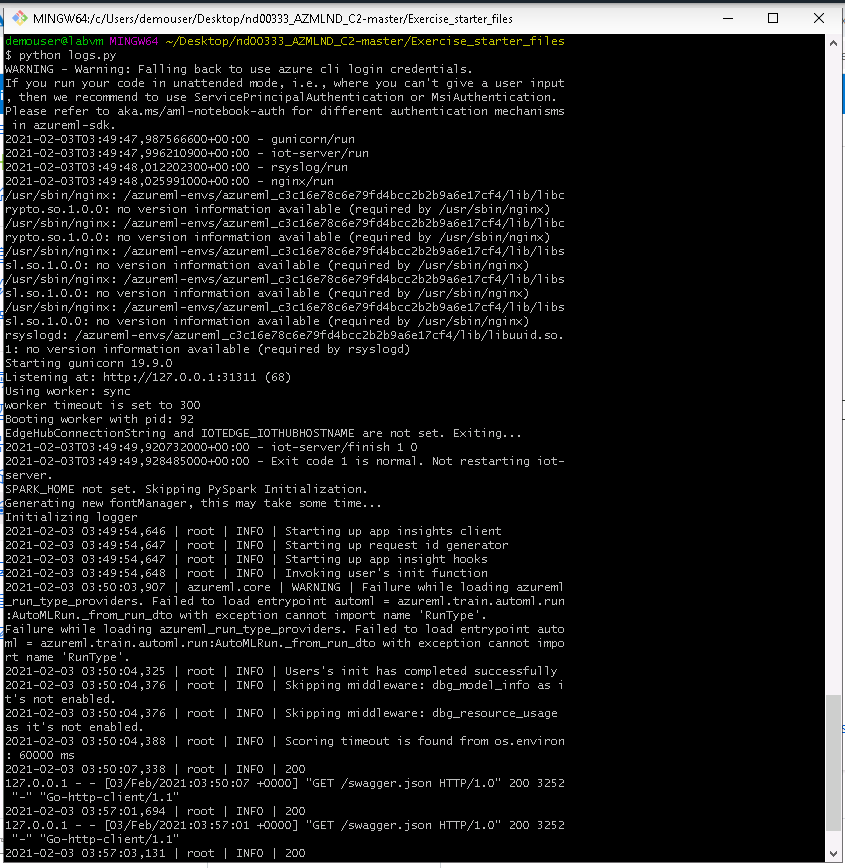 MINGW64:/c/Users/demouser/Desktop/nd00333_AZMLND_C2-master/Exercise_starter_files
demouser@labvm MINGW64 ~/Desktop/nd00333_AZMLND_C2-master/Exercise_starter_files
$ python logs.py
WARNING - Warning: Falling back to use azure cli login credentials.
If you run your code in unattended mode, i.e., where you can't give a user input
, then we recommend to use ServicePrincipalAuthentication or MsiAuthentication.
Please refer to aka.ms/aml-notebook-auth for different authentication mechanisms
 in azureml-sdk.
2021-02-03T03:49:47,987566600+00:00 - gunicorn/run
2021-02-03T03:49:47,996210900+00:00 - iot-server/run
2021-02-03T03:49:48,012202300+00:00 - rsyslog/run
2021-02-03T03:49:48,025991000+00:00 - nginx/run
/usr/sbin/nginx: /azureml-envs/azureml_c3c16e78c6e79fd4bcc2b2b9a6e17cf4/lib/libc
rypto.so.1.0.0: no version information available (required by /usr/sbin/nginx)
/usr/sbin/nginx: /azureml-envs/azureml_c3c16e78c6e79fd4bcc2b2b9a6e17cf4/lib/libc
rypto.so.1.0.0: no version information available (required by /usr/sbin/nginx)
/usr/sbin/nginx: /azureml-envs/azureml_c3c16e78c6e79fd4bcc2b2b9a6e17cf4/lib/libs
sl.so.1.0.0: no version information available (required by /usr/sbin/nginx)
/usr/sbin/nginx: /azureml-envs/azureml_c3c16e78c6e79fd4bcc2b2b9a6e17cf4/lib/libs
sl.so.1.0.0: no version information available (required by /usr/sbin/nginx)
/usr/sbin/nginx: /azureml-envs/azureml_c3c16e78c6e79fd4bcc2b2b9a6e17cf4/lib/libs
sl.so.1.0.0: no version information available (required by /usr/sbin/nginx)
rsyslogd: /azureml-envs/azureml_c3c16e78c6e79fd4bcc2b2b9a6e17cf4/lib/libuuid.so.
1: no version information available (required by rsyslogd)
Starting gunicorn 19.9.0
Listening at: http://127.0.0.1:31311 (68)
Using worker: sync
worker timeout is set to 300
Booting worker with pid: 92
EdgeHubConnectionString and IOTEDGE_IOTHUBHOSTNAME are not set. Exiting...
2021-02-03T03:49:49,920732000+00:00 - iot-server/finish 1 0
2021-02-03T03:49:49,928485000+00:00 - Exit code 1 is normal. Not restarting iot-
server.
SPARK_HOME not set. Skipping PySpark Initialization.
Generating new fontManager, this may take some time...
Initializing logger
2021-02-03 03:49:54,646 | root | INFO | Starting up app insights client
2021-02-03 03:49:54,647 | root | INFO | Starting up request id generator
2021-02-03 03:49:54,647 | root | INFO | Starting up app insight hooks
2021-02-03 03:49:54,648 | root | INFO | Invoking user's init function
2021-02-03 03:50:03,907 | azureml.core | WARNING | Failure while loading azureml
_run_type_providers. Failed to load entrypoint automl = azureml.train.automl.run
:AutoMLRun._from_run_dto with exception cannot import name 'RunType'.
Failure while loading azureml_run_type_providers. Failed to load entrypoint auto
ml = azureml.train.automl.run:AutoMLRun._from_run_dto with exception cannot impo
rt name 'RunType'.
2021-02-03 03:50:04,325 | root | INFO | Users's init has completed successfully
2021-02-03 03:50:04,376 | root | INFO | Skipping middleware: dbg_model_info as i
t's not enabled.
2021-02-03 03:50:04,376 | root | INFO | Skipping middleware: dbg_resource_usage
as it's not enabled.
2021-02-03 03:50:04,388 | root | INFO | Scoring timeout is found from os.environ
: 60000 ms
2021-02-03 03:50:07,338 | root | INFO | 200
127.0.0.1 - - [03/Feb/2021:03:50:07 +0000] "GET /swagger.json HTTP/1.0" 200 3252
 "-" "Go-http-client/1.1"
2021-02-03 03:57:01,694 | root | INFO | 200
127.0.0.1 - - [03/Feb/2021:03:57:01 +0000] "GET /swagger.json HTTP/1.0" 200 3252
 "-" "Go-http-client/1.1"
2021-02-03 03:57:03,131 | root | INFO | 200